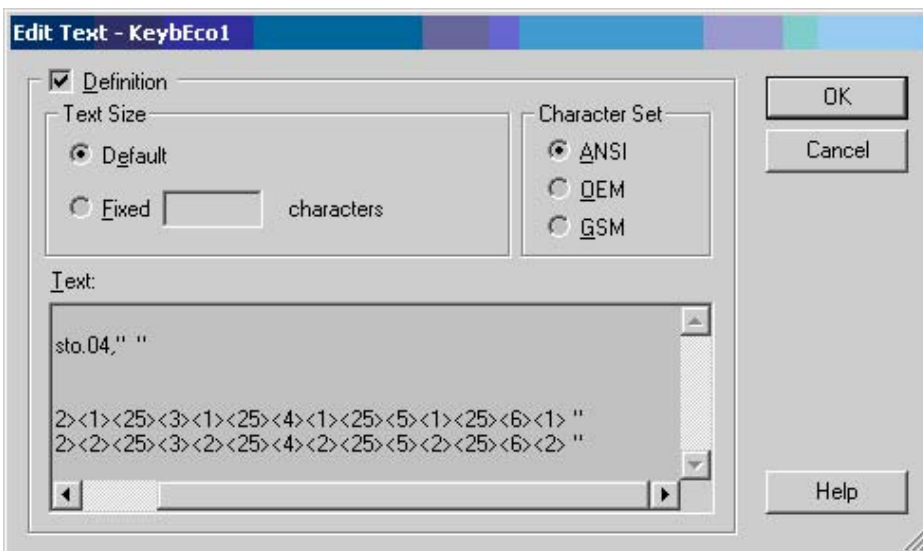 Edit Text - KeybEco1
Definition
Text Size
Default
Fixed characters
Character Set
ANSI
OEM
GSM
OK
Cancel
Text:
sto.04," "
2><1><25><3><1><25><4><1><25><5><1><25><6><1> "
2><2><25><3><2><25><4><2><25><5><2><25><6><2> "
Help